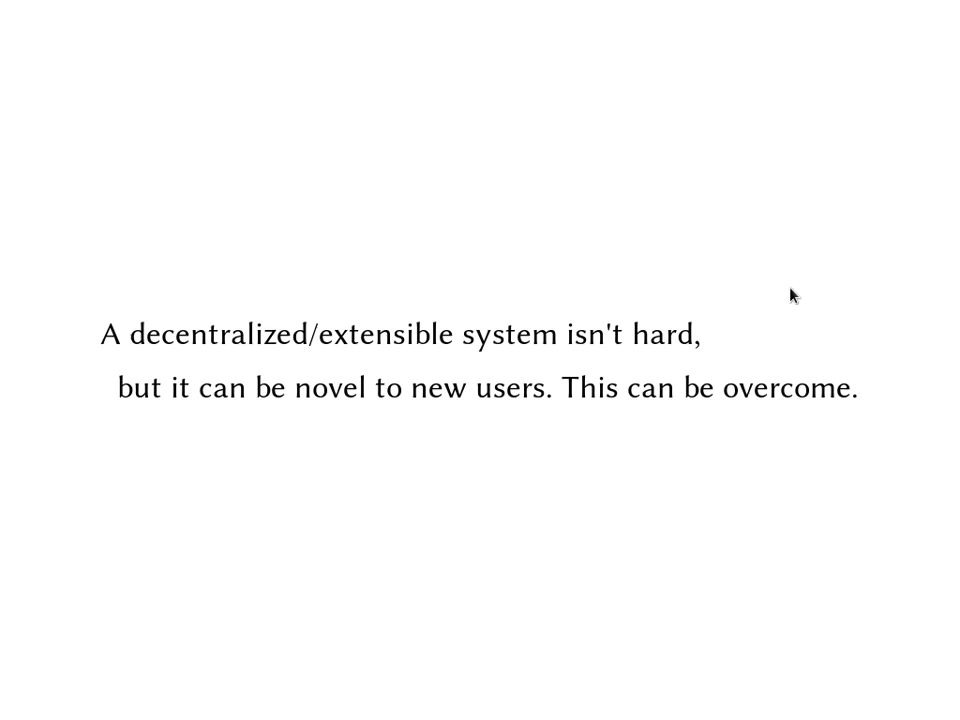 A decentralized/extensible system isn't hard,
but it can be novel to new users. This can be overcome.